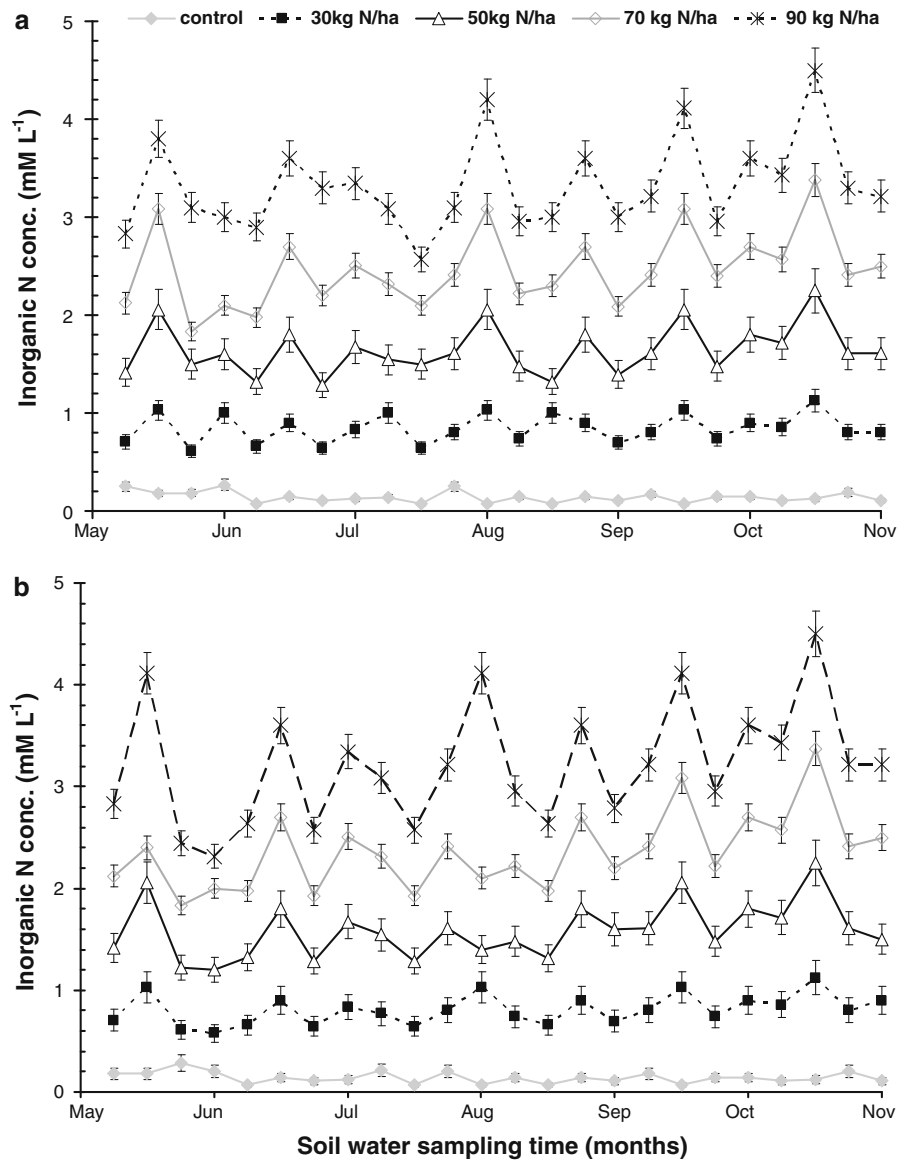 a
control 30kg N/ha 50kg N/ha 70 kg N/ha 90 kg N/ha
Inorganic N conc. (mM L⁻¹)
5
4
3
2
1
0
May Jun Jul Aug Sep Oct Nov
b
Inorganic N conc. (mM L⁻¹)
5
4
3
2
1
0
May Jun Jul Aug Sep Oct Nov
Soil water sampling time (months)